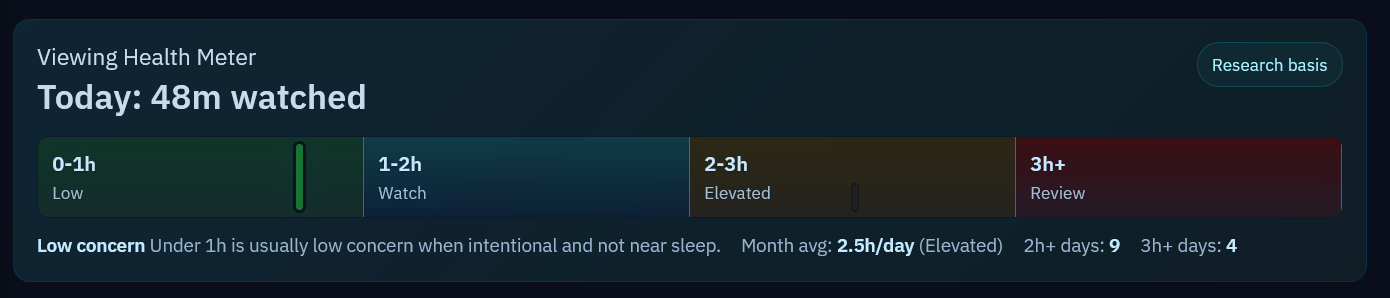 Viewing Health Meter
Research basis
Today: 48m watched
0-1h
Low
1-2h
Watch
2-3h
Elevated
3h+
Review
Low concern Under 1h is usually low concern when intentional and not near sleep. Month avg: 2.5h/day (Elevated) 2h+ days: 9 3h+ days: 4